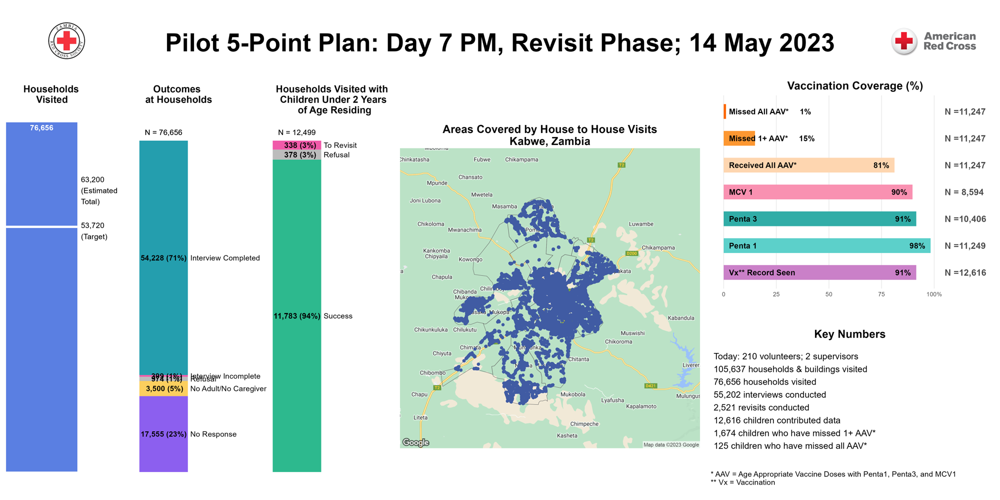 ZAMBIA
RED CROSS SOCIETY
Pilot 5-Point Plan: Day 7 PM, Revisit Phase; 14 May 2023
American
Red Cross
Households
Visited
76,656
63,200
(Estimated
Total)
53,720
(Target)
Outcomes
at Households
N = 76,656
54,228 (71%) Interview Completed
399 (1%) Interview Incomplete
974 (1%) Refusal
3,500 (5%) No Adult/No Caregiver
17,555 (23%) No Response
Households Visited with
Children Under 2 Years
of Age Residing
N = 12,499
338 (3%) To Revisit
378 (3%) Refusal
11,783 (94%) Success
Areas Covered by House to House Visits
Kabwe, Zambia
Chinkatasha
Fubwe
Chikampama
T2
Chansato
Mpunde
Mwetela
Joni Lubona
Masamba
Chikoloma
Mwanachima
Luwambe
T2
Chikampama
Kankomba
Chipyaila
D200
Kowongo
Chapula
Chibanda
Mukopa
Chikunkuluka
Chilukutu
Kabandula
Muswishi
Chikoroma
Chimata
Chiyuta
Chitanta
Chibombo
T2
D421
Chapu
Mukobola
Lyafusha
Kapalamoto
Mulungus
Liteta
Chimpeche
Kasheta
Google
Map data ©2023 Google
Vaccination Coverage (%)
Missed All AAV* 1% N =11,247
Missed 1+ AAV* 15% N =11,247
Received All AAV* 81% N =11,247
MCV 1 90% N = 8,594
Penta 3 91% N =10,406
Penta 1 98% N =11,249
Vx** Record Seen 91% N =12,616
0 25 50 75 100%
Key Numbers
Today: 210 volunteers; 2 supervisors
105,637 households & buildings visited
76,656 households visited
55,202 interviews conducted
2,521 revisits conducted
12,616 children contributed data
1,674 children who have missed 1+ AAV*
125 children who have missed all AAV*
* AAV = Age Appropriate Vaccine Doses with Penta1, Penta3, and MCV1
** Vx = Vaccination